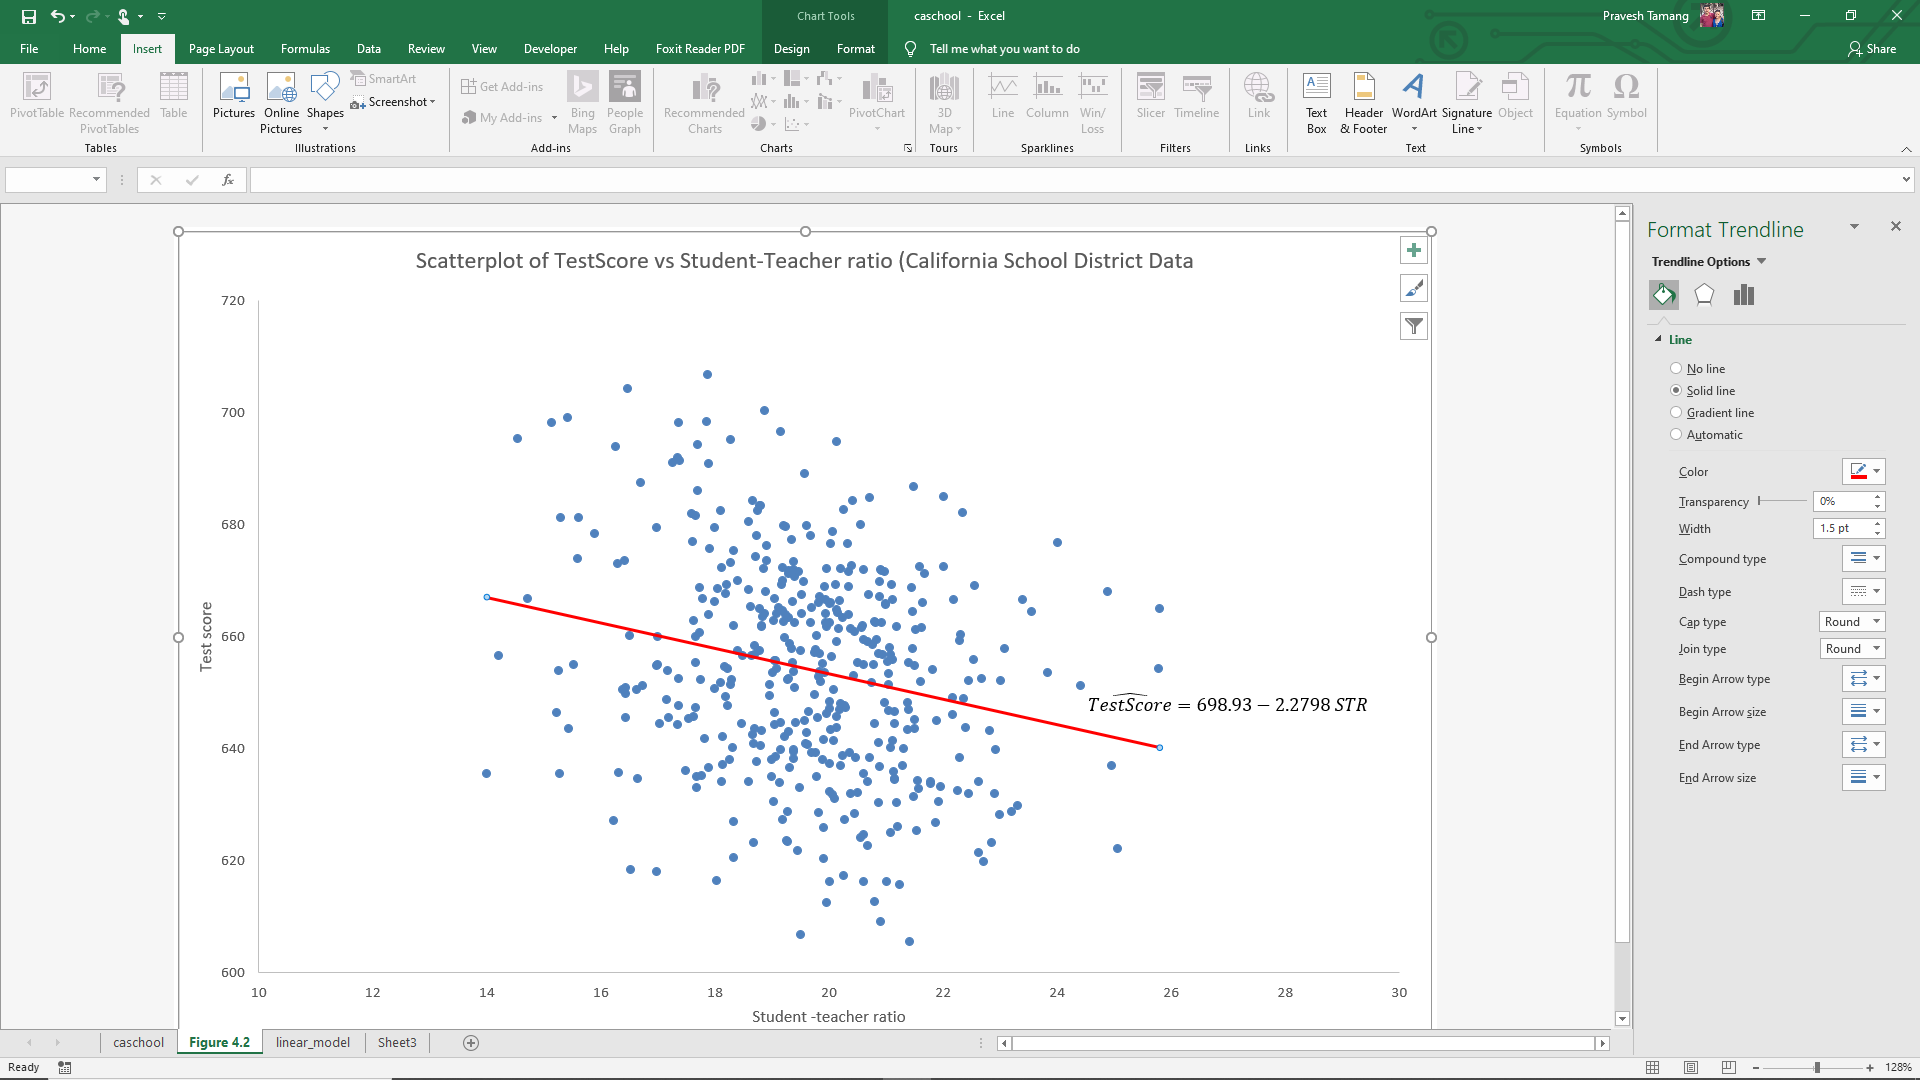 Chart Tools
caschool - Excel
Pravesh Tamang
File Home Insert Page Layout Formulas Data Review View Developer Help Foxit Reader PDF Design Format Tell me what you want to do Share
PivotTable Recommended PivotTables Table
Tables
Pictures Online Pictures Shapes SmartArt Screenshot
Illustrations
Get Add-ins
My Add-ins Bing Maps People Graph
Add-ins
Recommended Charts PivotChart
Charts
3D Map
Tours
Line Column Win/Loss
Sparklines
Slicer Timeline
Filters
Link
Links
Text Box Header & Footer WordArt Signature Line Object
Text
Equation Symbol
Symbols
fx
Scatterplot of TestScore vs Student-Teacher ratio (California School District Data
720
700
680
660
640
620
600
Test score
TestScore = 698.93 − 2.2798 STR
10 12 14 16 18 20 22 24 26 28 30
Student -teacher ratio
Format Trendline
Trendline Options
Line
No line
Solid line
Gradient line
Automatic
Color
Transparency 0%
Width 1.5 pt
Compound type
Dash type
Cap type Round
Join type Round
Begin Arrow type
Begin Arrow size
End Arrow type
End Arrow size
caschool Figure 4.2 linear_model Sheet3
Ready
128%